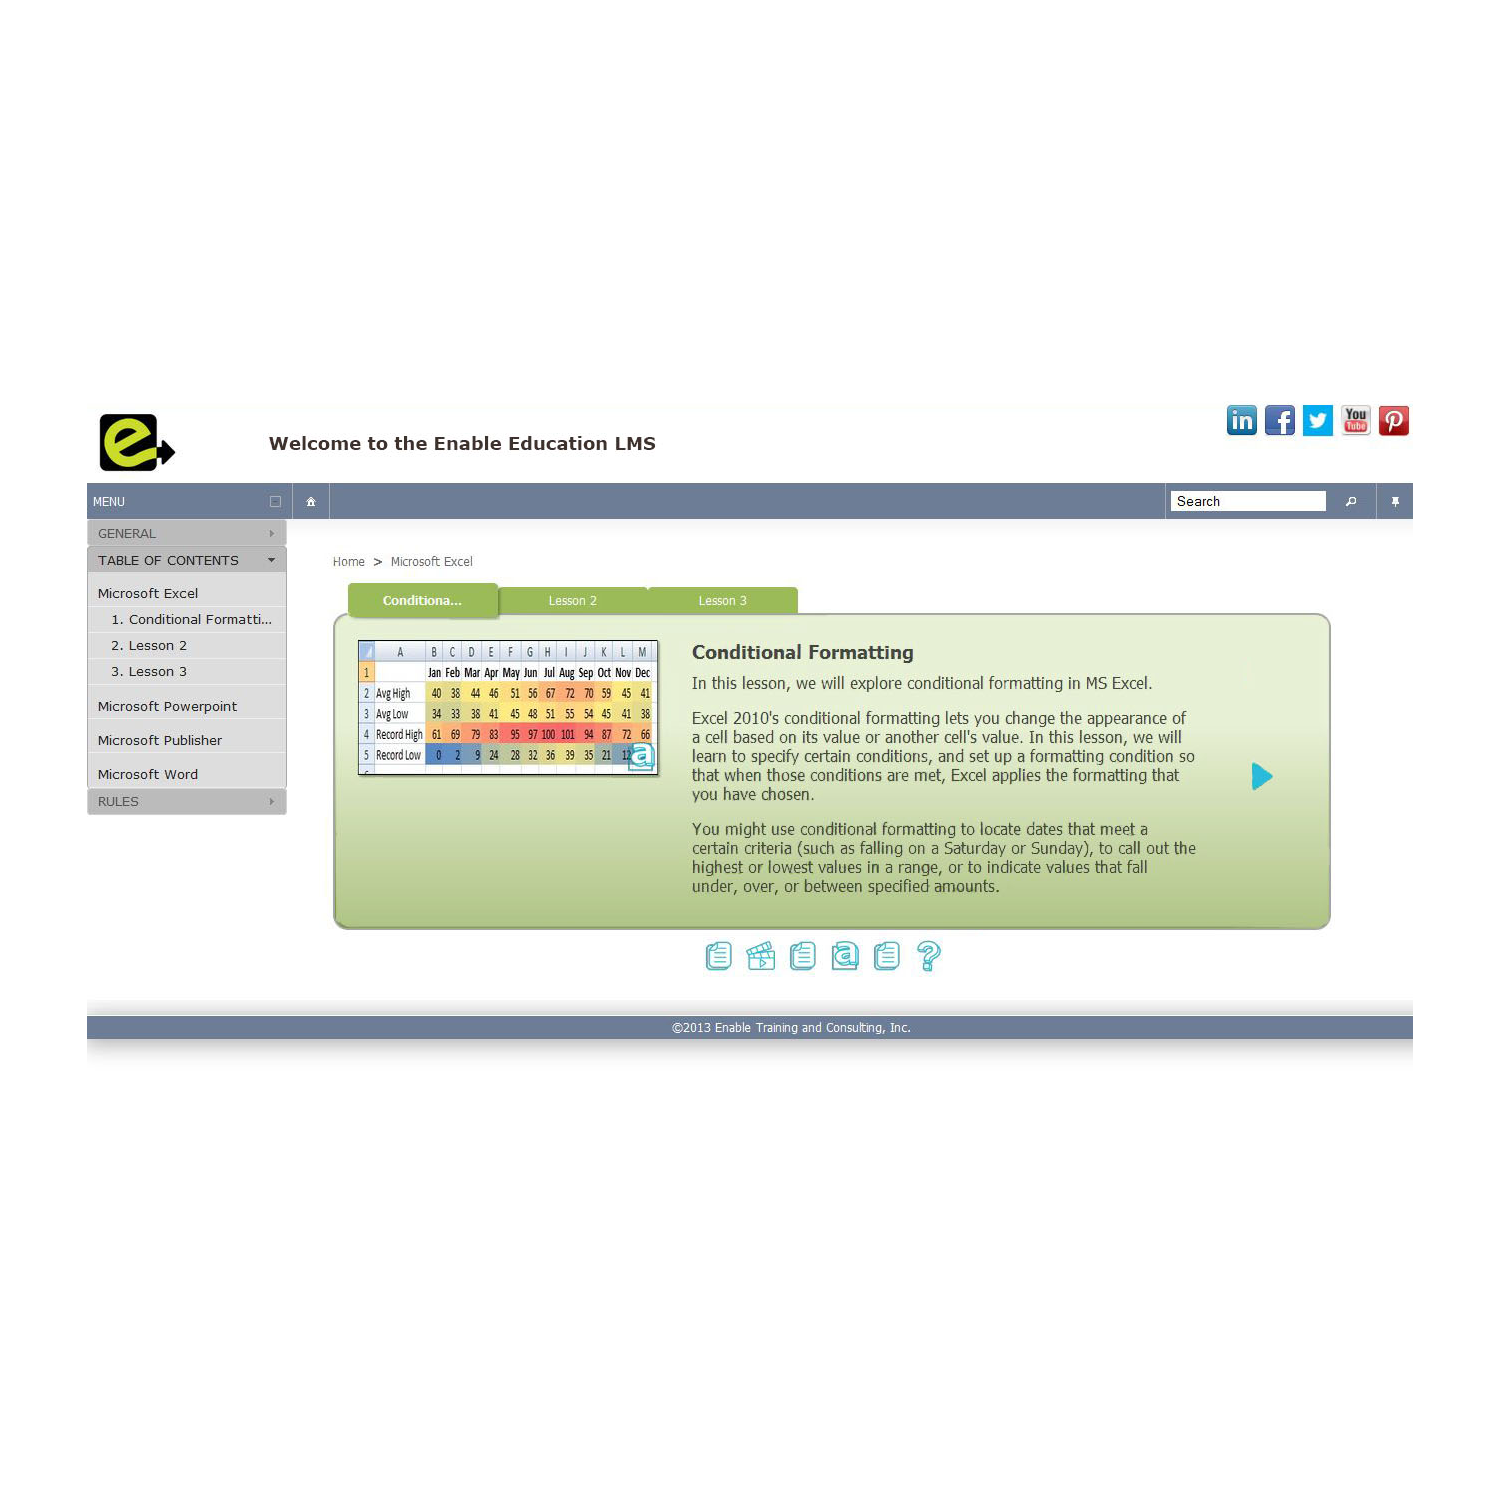 Welcome to the Enable Education LMS
in
f
You
Tube
MENU
Search
GENERAL
TABLE OF CONTENTS
Microsoft Excel
1. Conditional Formatti...
2. Lesson 2
3. Lesson 3
Microsoft Powerpoint
Microsoft Publisher
Microsoft Word
RULES
Home > Microsoft Excel
Conditiona... Lesson 2 Lesson 3
A B C D E F G H I J K L M
1 Jan Feb Mar Apr May Jun Jul Aug Sep Oct Nov Dec
2 Avg High 40 38 44 46 51 56 67 72 70 59 45 41
3 Avg Low 34 33 38 41 45 48 51 55 54 45 41 38
4 Record High 61 69 79 83 95 97 100 101 94 87 72 66
5 Record Low 0 2 9 24 28 32 36 39 35 21 12
a
Conditional Formatting
In this lesson, we will explore conditional formatting in MS Excel.
Excel 2010's conditional formatting lets you change the appearance of
a cell based on its value or another cell's value. In this lesson, we will
learn to specify certain conditions, and set up a formatting condition so
that when those conditions are met, Excel applies the formatting that
you have chosen.
You might use conditional formatting to locate dates that meet a
certain criteria (such as falling on a Saturday or Sunday), to call out the
highest or lowest values in a range, or to indicate values that fall
under, over, or between specified amounts.
a ?
©2013 Enable Training and Consulting, Inc.